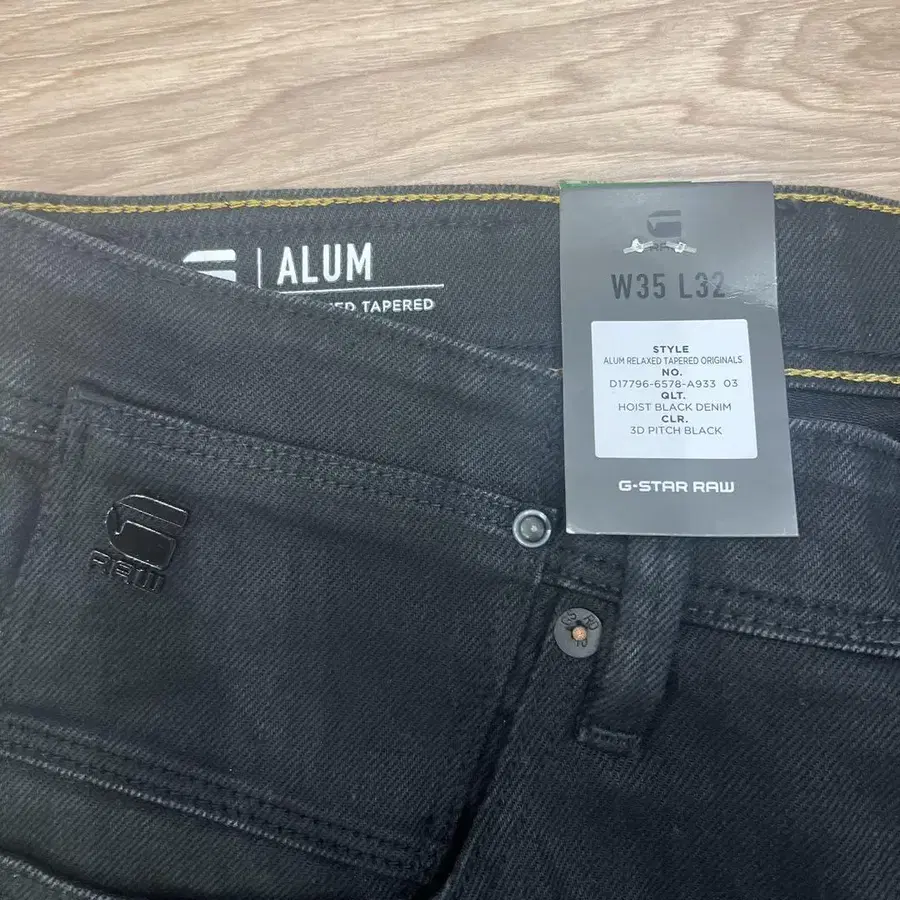 ALUM
TAPERED
W35 L32
STYLE
ALUM RELAXED TAPERED ORIGINALS
NO.
D17796-6578-A933 03
QLT.
HOIST BLACK DENIM
CLR.
3D PITCH BLACK
G-STAR RAW
RAW